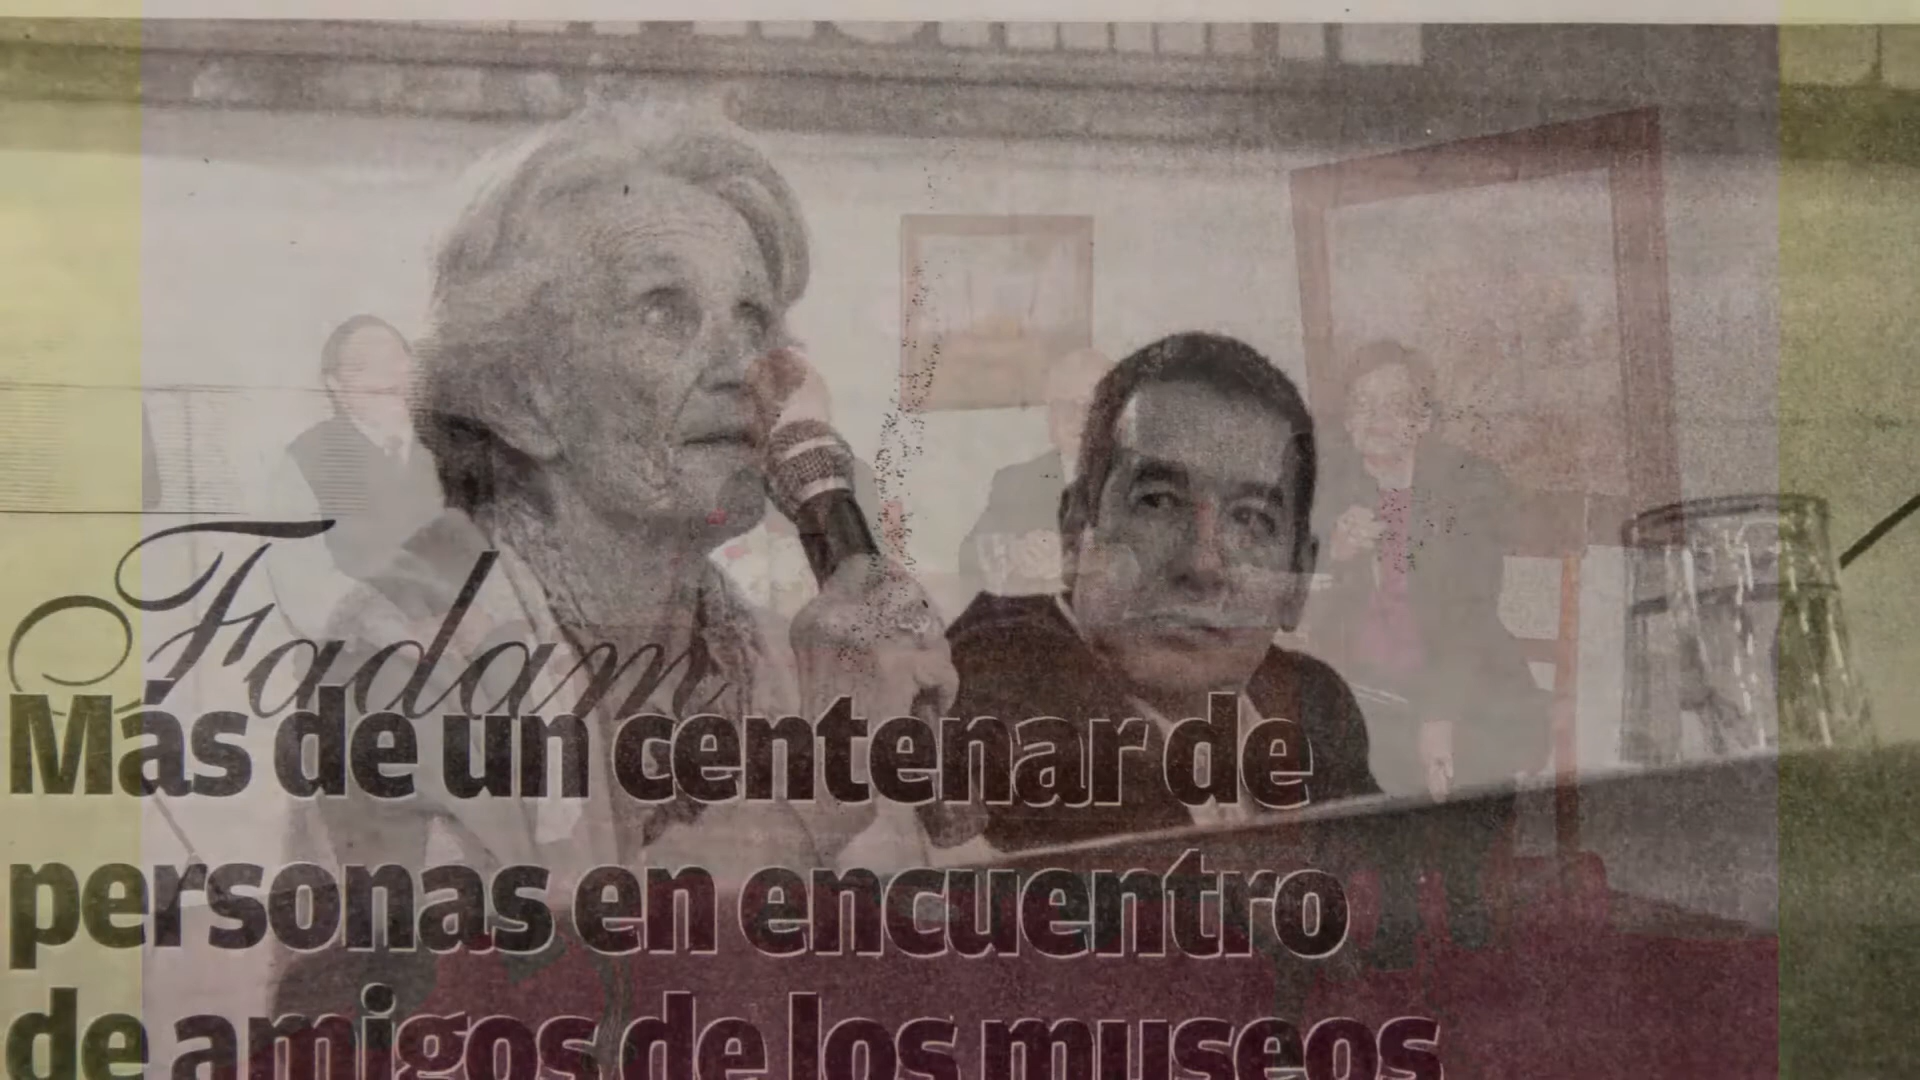 Fadam
Más de un centenar de
personas en encuentro
de amigos de los museos